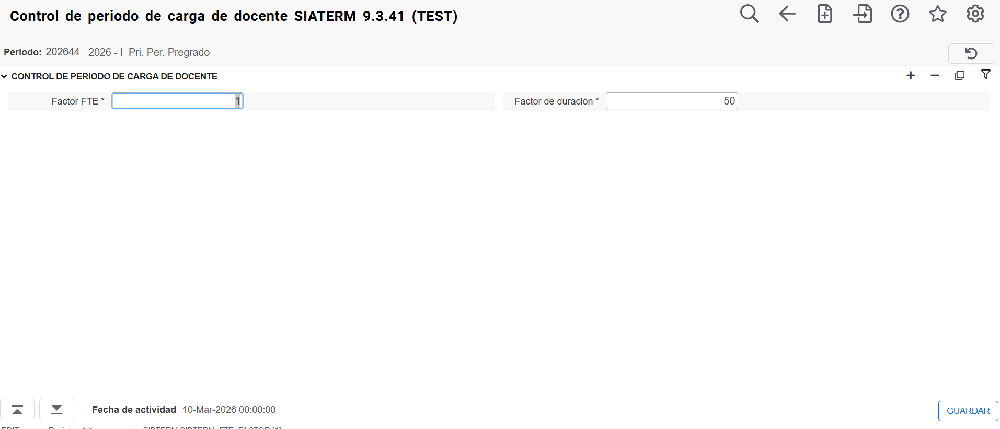 Control de periodo de carga de docente SIATERM 9.3.41 (TEST)
Periodo: 202644 2026 - I Pri. Per. Pregrado
CONTROL DE PERIODO DE CARGA DE DOCENTE
Factor FTE * 1 Factor de duración * 50
Fecha de actividad 10-Mar-2026 00:00:00
GUARDAR